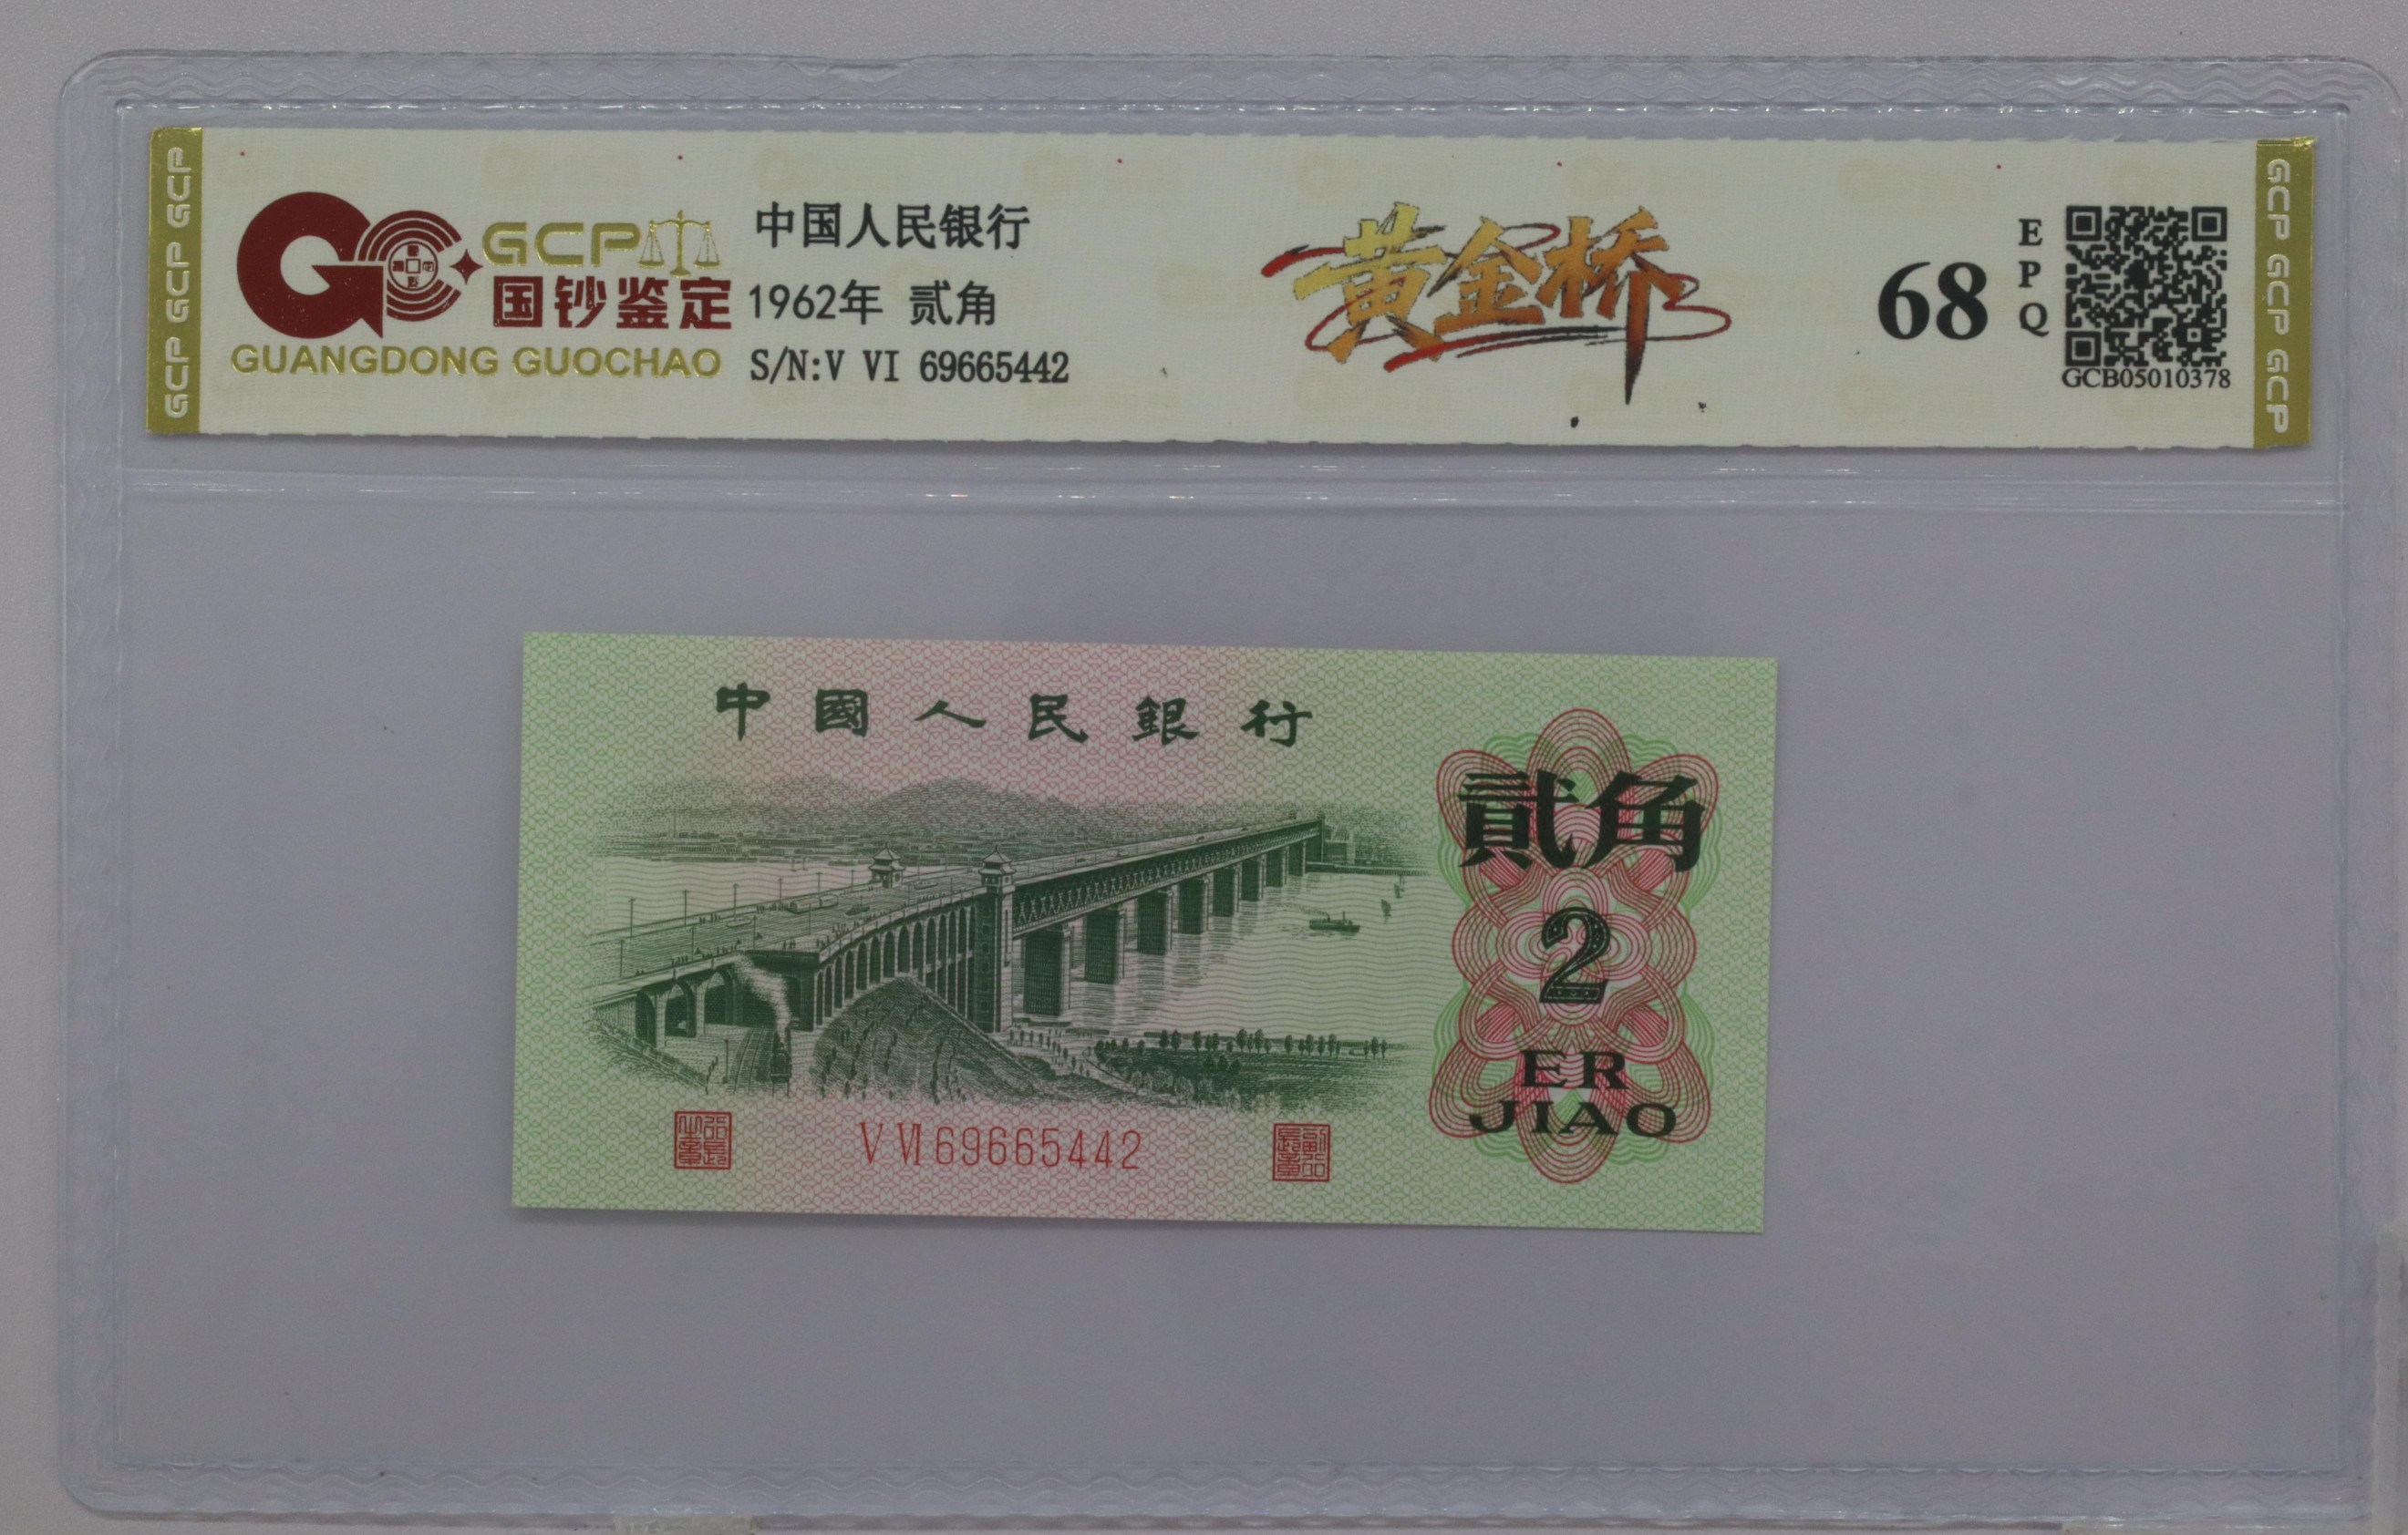 GCP GCP GCP
GCP
国钞鉴定
GUANGDONG GUOCHAO
中国人民银行
1962年 贰角
S/N:V VI 69665442
黄金桥
68
EPQ
GCB05010378
GCP GCP GCP GCP
中國人民銀行
貳角
2
ER
JIAO
V VI 69665442